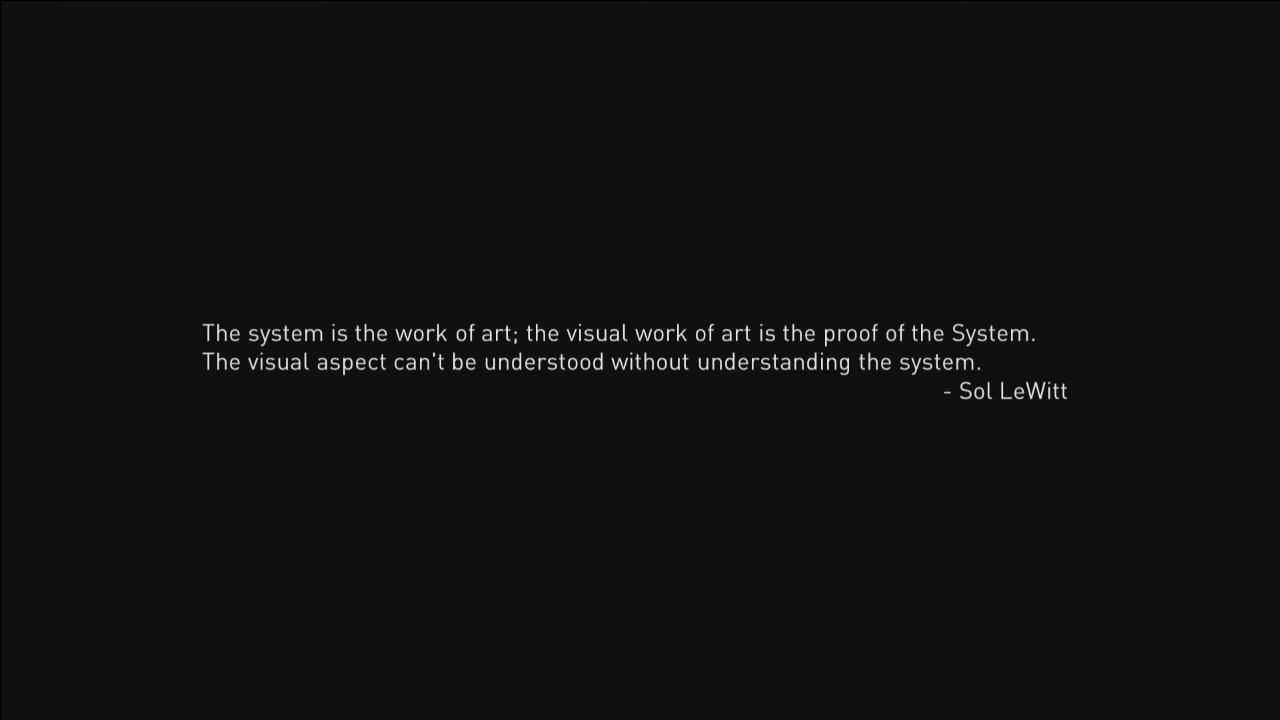 The system is the work of art; the visual work of art is the proof of the System.
The visual aspect can't be understood without understanding the system.
- Sol LeWitt